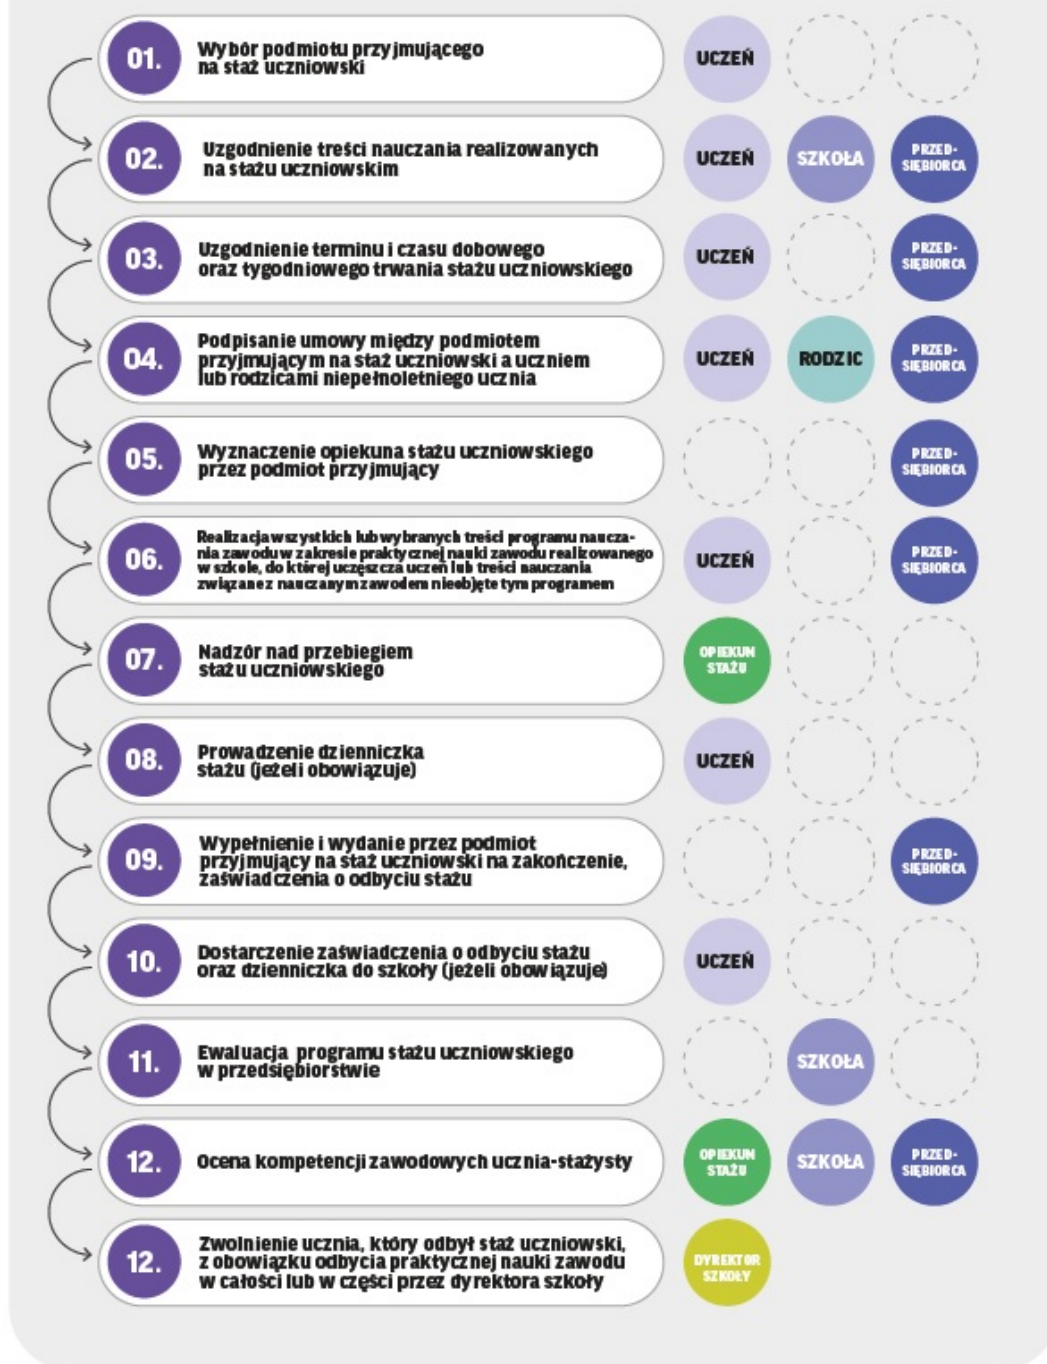 01.
Wybór podmiotu przyjmującego
na staż uczniowski
UCZEŃ
02.
Uzgodnienie treści nauczania realizowanych
na stażu uczniowskim
UCZEŃ
SZKOŁA
PRZED-
SIĘBIORCA
03.
Uzgodnienie terminu i czasu dobowego
oraz tygodniowego trwania stażu uczniowskiego
UCZEŃ
PRZED-
SIĘBIORCA
04.
Podpisanie umowy między podmiotem
przyjmującym na staż uczniowski a uczniem
lub rodzicami niepełnoletniego ucznia
UCZEŃ
RODZIC
PRZED-
SIĘBIORCA
05.
Wyznaczenie opiekuna stażu uczniowskiego
przez podmiot przyjmujący
PRZED-
SIĘBIORCA
06.
Realizacja wszystkich lub wybranych treści programu naucza-
nia zawodu w zakresie praktycznej nauki zawodu realizowanego
w szkole, do której uczęszcza uczeń lub treści nauczania
związane z nauczanym zawodem nieobjęte tym programem
UCZEŃ
PRZED-
SIĘBIORCA
07.
Nadzór nad przebiegiem
stażu uczniowskiego
OPIEKUN
STAŻU
08.
Prowadzenie dzienniczka
stażu (jeżeli obowiązuje)
UCZEŃ
09.
Wypełnienie i wydanie przez podmiot
przyjmujący na staż uczniowski na zakończenie,
zaświadczenia o odbyciu stażu
PRZED-
SIĘBIORCA
10.
Dostarczenie zaświadczenia o odbyciu stażu
oraz dzienniczka do szkoły (jeżeli obowiązuje)
UCZEŃ
11.
Ewaluacja programu stażu uczniowskiego
w przedsiębiorstwie
SZKOŁA
12.
Ocena kompetencji zawodowych ucznia-stażysty
OPIEKUN
STAŻU
SZKOŁA
PRZED-
SIĘBIORCA
12.
Zwolnienie ucznia, który odbył staż uczniowski,
z obowiązku odbycia praktycznej nauki zawodu
w całości lub w części przez dyrektora szkoły
DYREKTOR
SZKOŁY